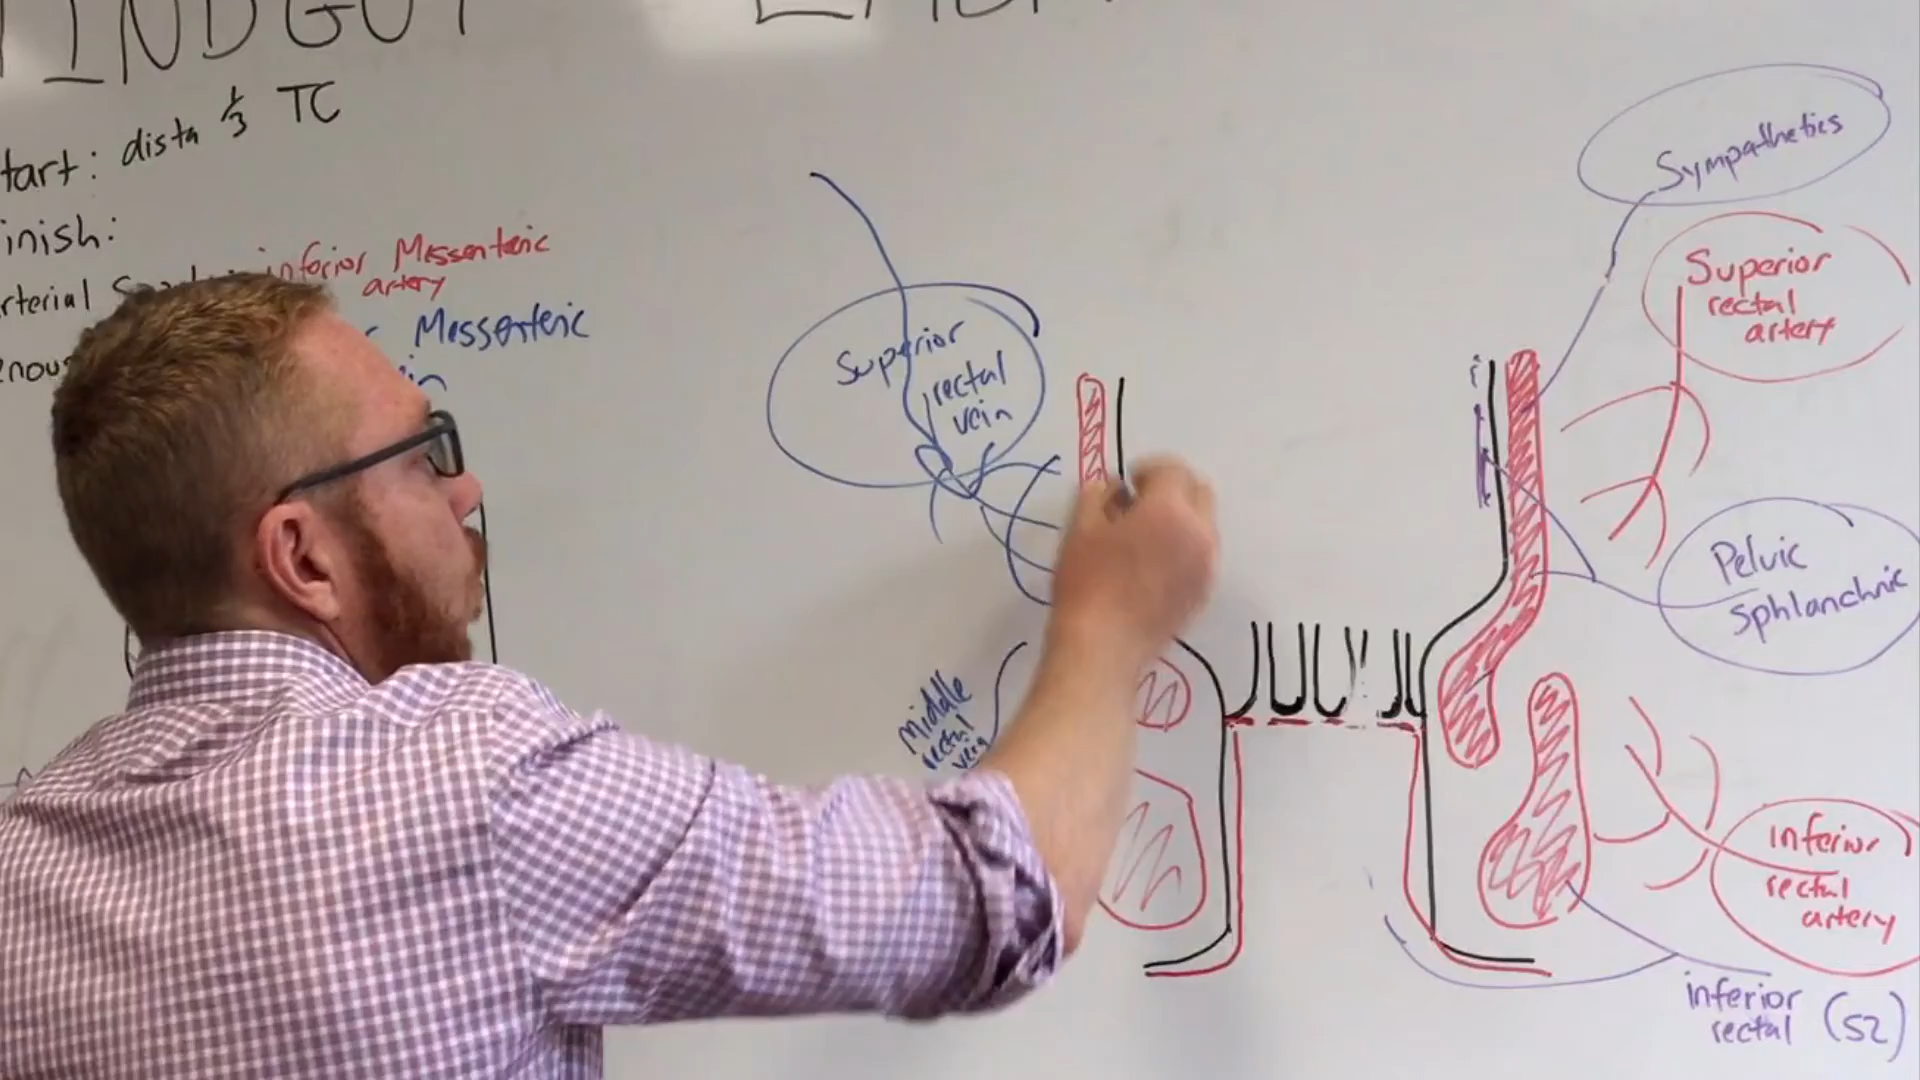 INDGUT
tart: dista 1/3 TC
inish:
rterial inferior Messenteric
artery
enous Messenteric
in
Superior
rectal
vein
Middle
rectal
vein
Sympathetics
Superior
rectal
artery
Pelvic
Sphlanchnic
inferior
rectal
artery
inferior
rectal (S2)